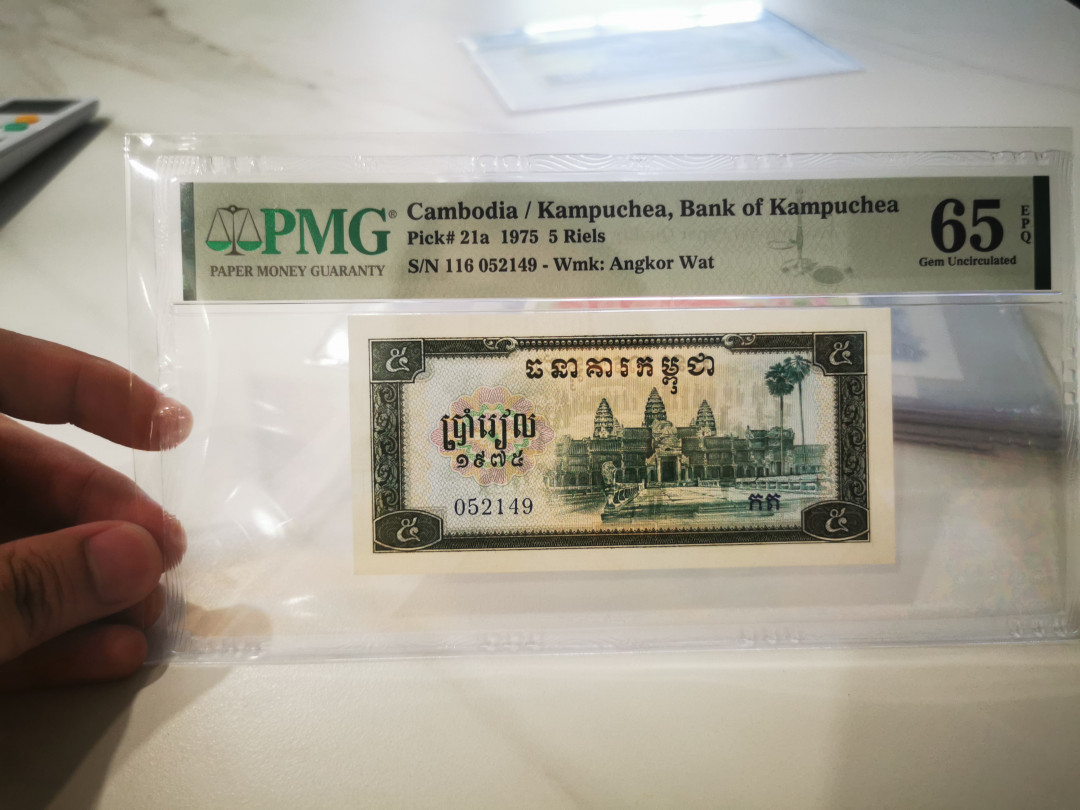 PMG®
PAPER MONEY GUARANTY
Cambodia / Kampuchea, Bank of Kampuchea
Pick# 21a 1975 5 Riels
S/N 116 052149 - Wmk: Angkor Wat
65
EPQ
Gem Uncirculated
៥
៥
ធនាគារកម្ពុជា
ប្រាំរៀល
១៩៧៥
052149
កត
៥
៥